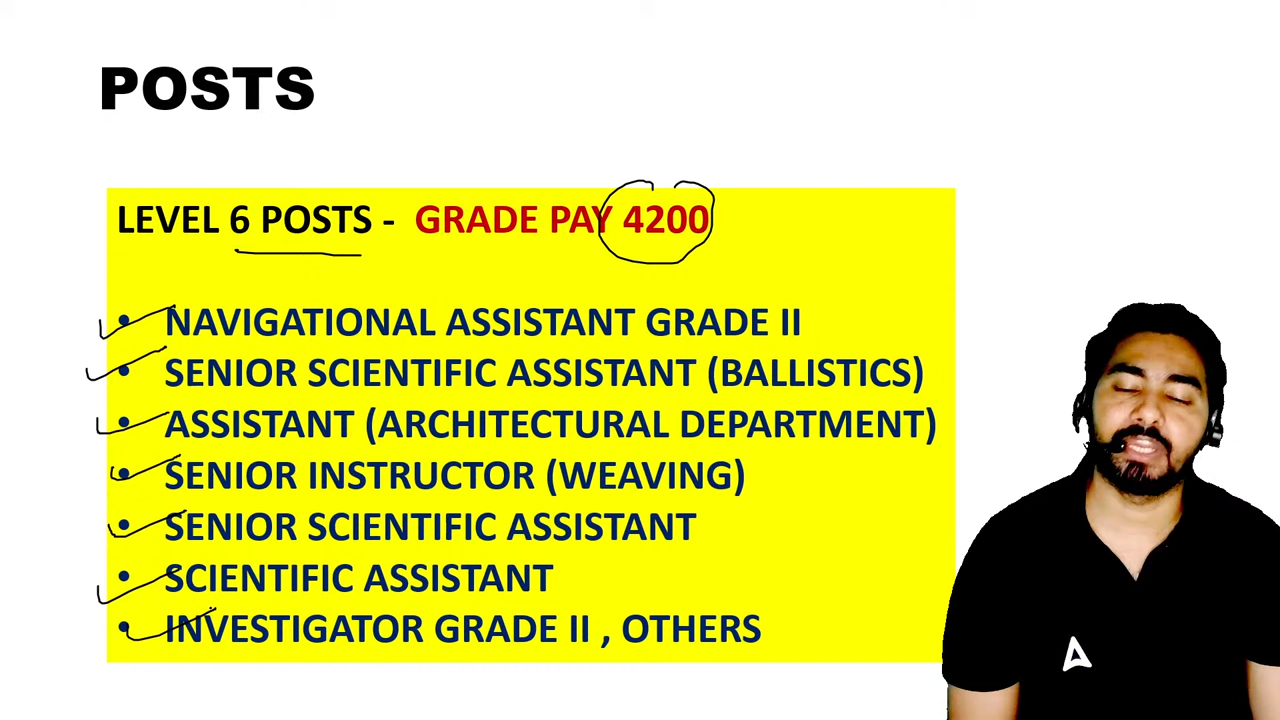 POSTS
LEVEL 6 POSTS - GRADE PAY 4200
• NAVIGATIONAL ASSISTANT GRADE II
• SENIOR SCIENTIFIC ASSISTANT (BALLISTICS)
• ASSISTANT (ARCHITECTURAL DEPARTMENT)
• SENIOR INSTRUCTOR (WEAVING)
• SENIOR SCIENTIFIC ASSISTANT
• SCIENTIFIC ASSISTANT
• INVESTIGATOR GRADE II , OTHERS